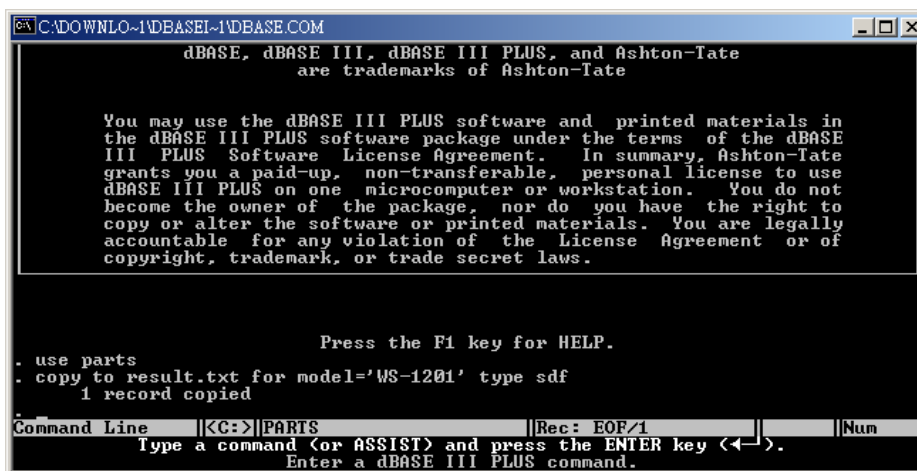 C:\DOWNLO~1\DBASEI~1\DBASE.COM
dBASE, dBASE III, dBASE III PLUS, and Ashton-Tate
are trademarks of Ashton-Tate
You may use the dBASE III PLUS software and printed materials in
the dBASE III PLUS software package under the terms of the dBASE
III PLUS Software License Agreement. In summary, Ashton-Tate
grants you a paid-up, non-transferable, personal license to use
dBASE III PLUS on one microcomputer or workstation. You do not
become the owner of the package, nor do you have the right to
copy or alter the software or printed materials. You are legally
accountable for any violation of the License Agreement or of
copyright, trademark, or trade secret laws.
Press the F1 key for HELP.
. use parts
. copy to result.txt for model='WS-1201' type sdf
1 record copied
. _
Command Line ||<C:>||PARTS ||Rec: EOF/1 || ||Num
Type a command (or ASSIST) and press the ENTER key (◄─┘).
Enter a dBASE III PLUS command.